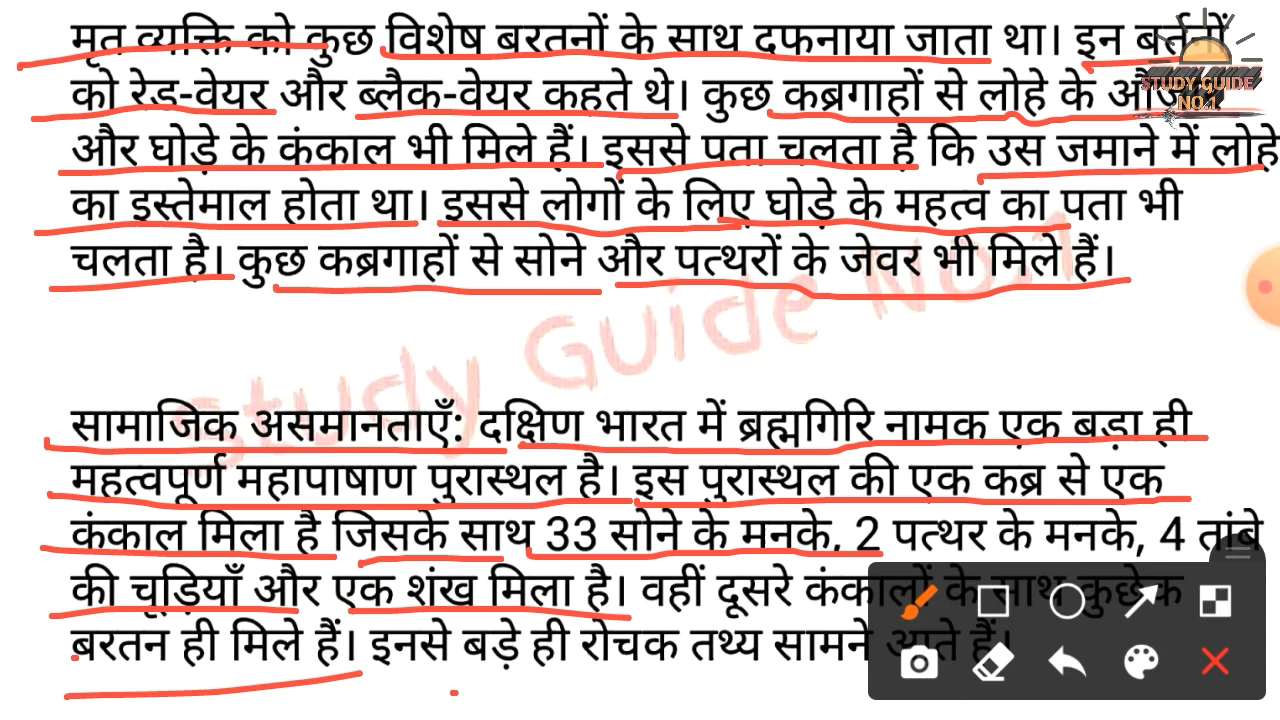 मृत व्यक्ति को कुछ विशेष बरतनों के साथ दफनाया जाता था। इन बर्तनों
को रेड-वेयर और ब्लैक-वेयर कहते थे। कुछ कब्रगाहों से लोहे के
और घोड़े के कंकाल भी मिले हैं। इससे पता चलता है कि उस जमाने में लोहे
का इस्तेमाल होता था। इससे लोगों के लिए घोड़े के महत्व का पता भी
चलता है। कुछ कब्रगाहों से सोने और पत्थरों के जेवर भी मिले हैं।
STUDY GUIDE
NO.1
Study Guide No.1
सामाजिक असमानताएँ: दक्षिण भारत में ब्रह्मगिरि नामक एक बड़ा ही
महत्वपूर्ण महापाषाण पुरास्थल है। इस पुरास्थल की एक कब्र से एक
कंकाल मिला है जिसके साथ 33 सोने के मनके, 2 पत्थर के मनके, 4 तांबे
की चूड़ियाँ और एक शंख मिला है। वहीं दूसरे कंकालों के साथ कुछेक
बरतन ही मिले हैं। इनसे बड़े ही रोचक तथ्य सामने आते हैं।